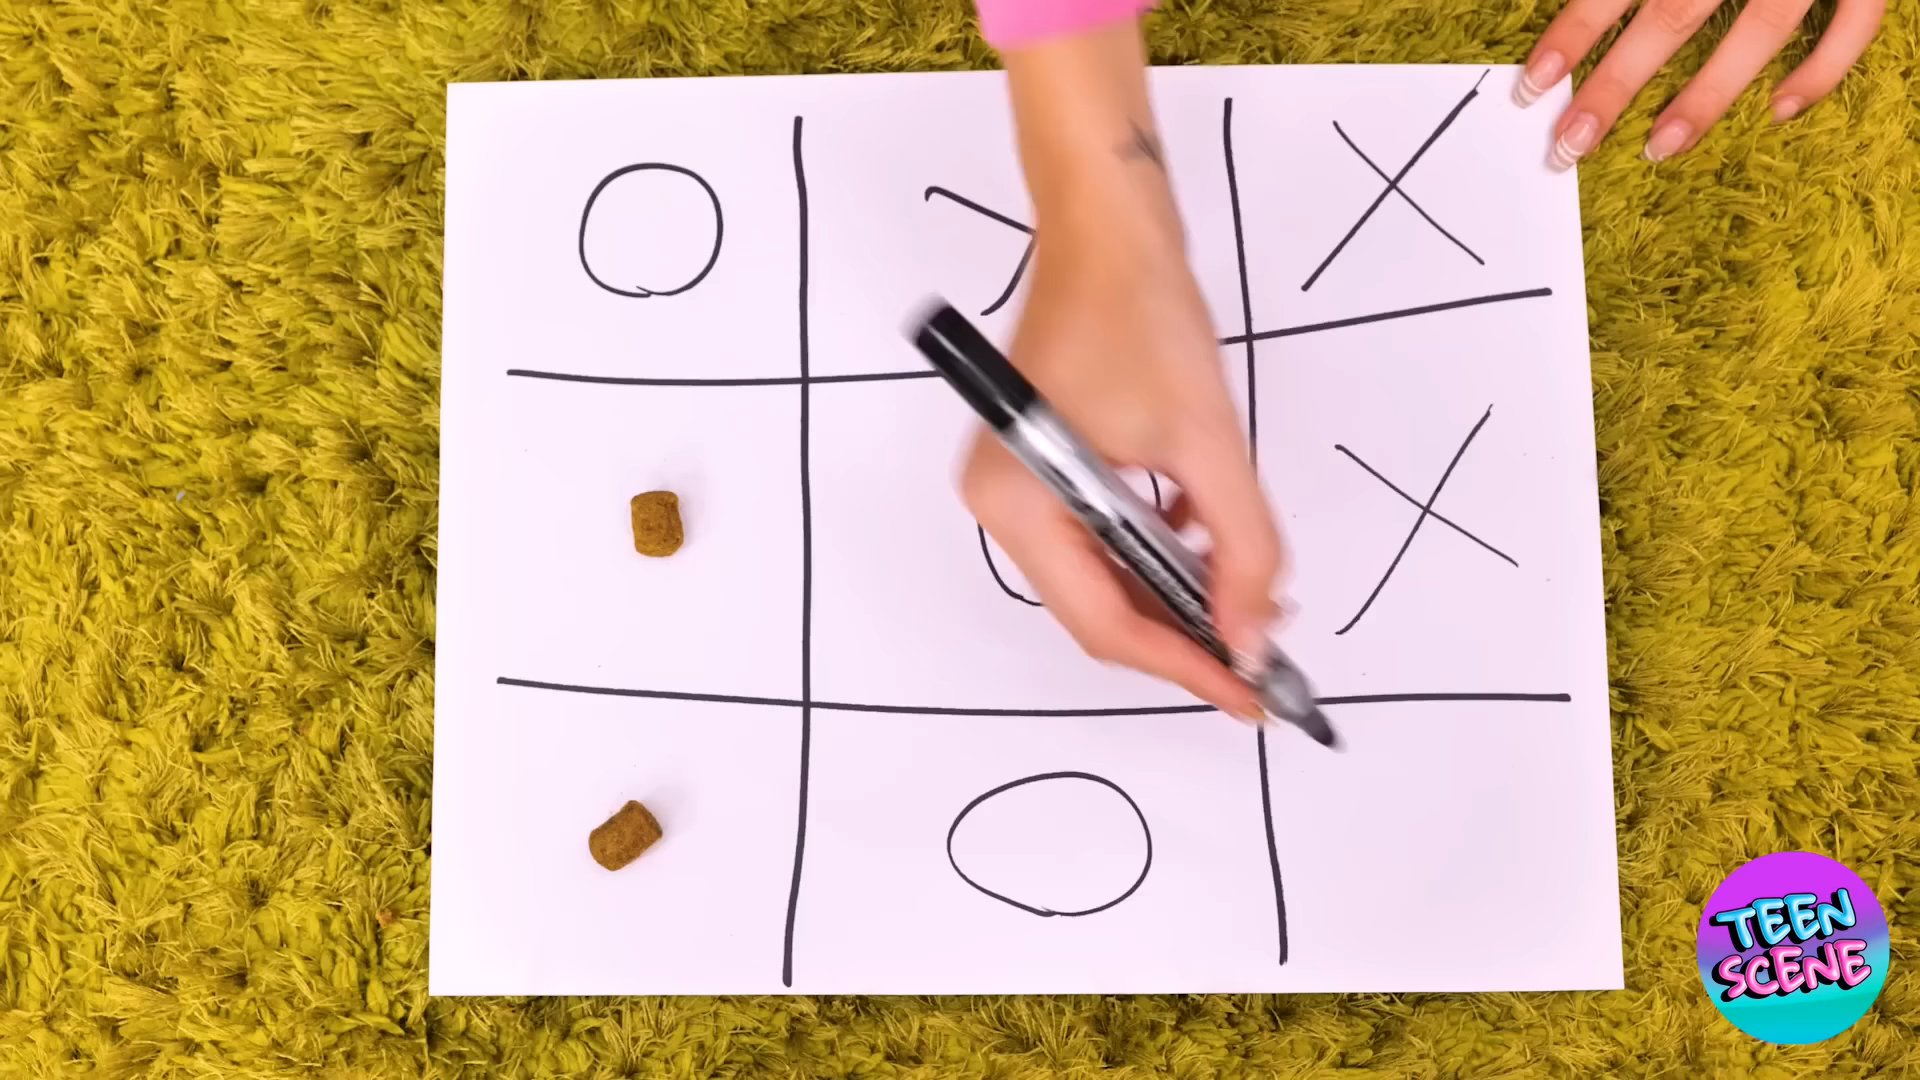 O X X
X
O
TEEN
SCENE